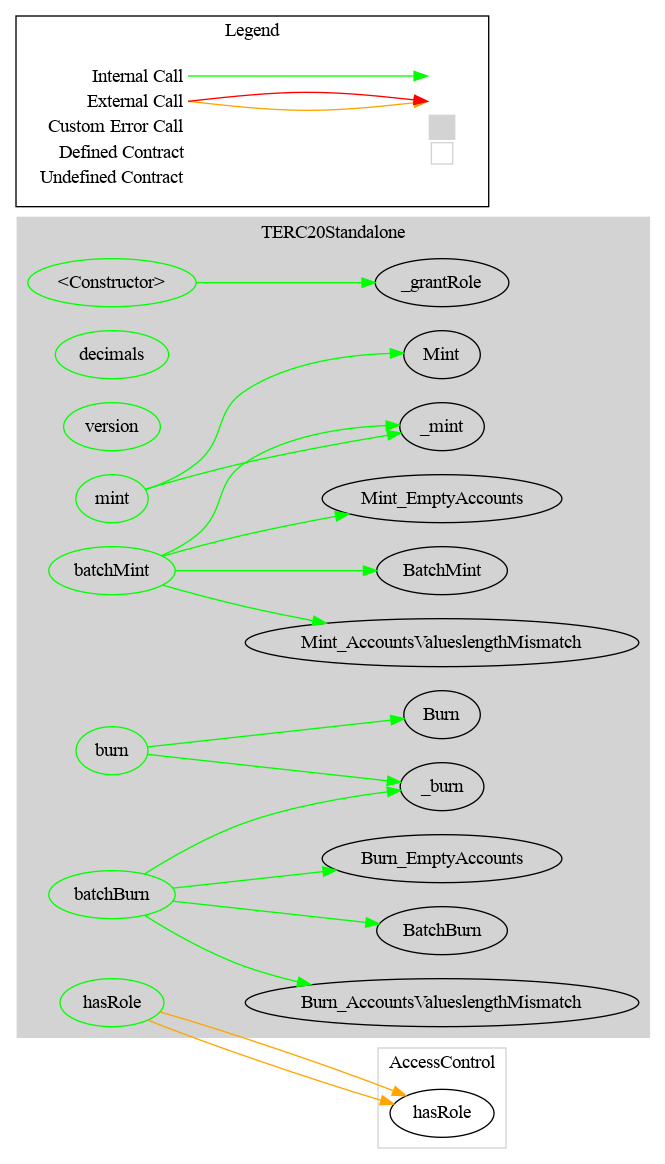 Legend
Internal Call
External Call
Custom Error Call
Defined Contract
Undefined Contract
TERC20Standalone
<Constructor>
_grantRole
decimals
Mint
version
_mint
mint
Mint_EmptyAccounts
batchMint
BatchMint
Mint_AccountsValueslengthMismatch
Burn
burn
_burn
Burn_EmptyAccounts
batchBurn
BatchBurn
hasRole
Burn_AccountsValueslengthMismatch
AccessControl
hasRole